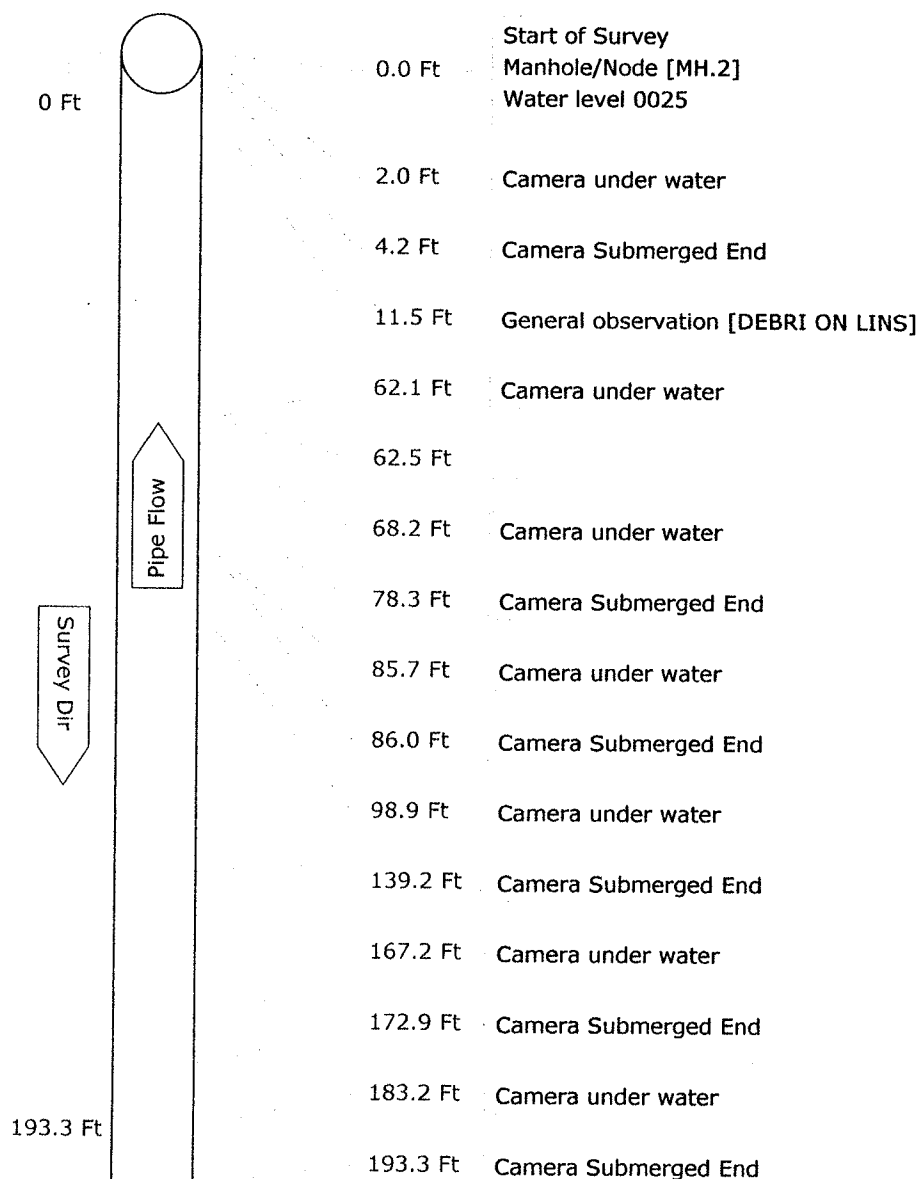 Start of Survey
0.0 Ft Manhole/Node [MH.2]
Water level 0025
0 Ft
2.0 Ft Camera under water
4.2 Ft Camera Submerged End
11.5 Ft General observation [DEBRI ON LINS]
62.1 Ft Camera under water
62.5 Ft
Pipe Flow
68.2 Ft Camera under water
78.3 Ft Camera Submerged End
Survey Dir
85.7 Ft Camera under water
86.0 Ft Camera Submerged End
98.9 Ft Camera under water
139.2 Ft Camera Submerged End
167.2 Ft Camera under water
172.9 Ft Camera Submerged End
183.2 Ft Camera under water
193.3 Ft
193.3 Ft Camera Submerged End